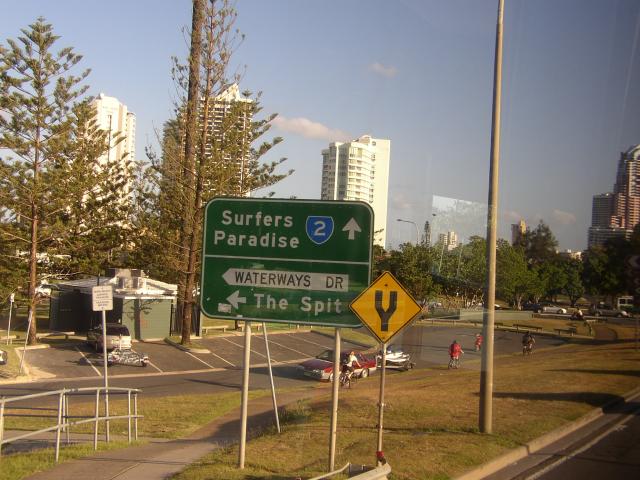 Surfers
Paradise 2
WATERWAYS DR
The Spit